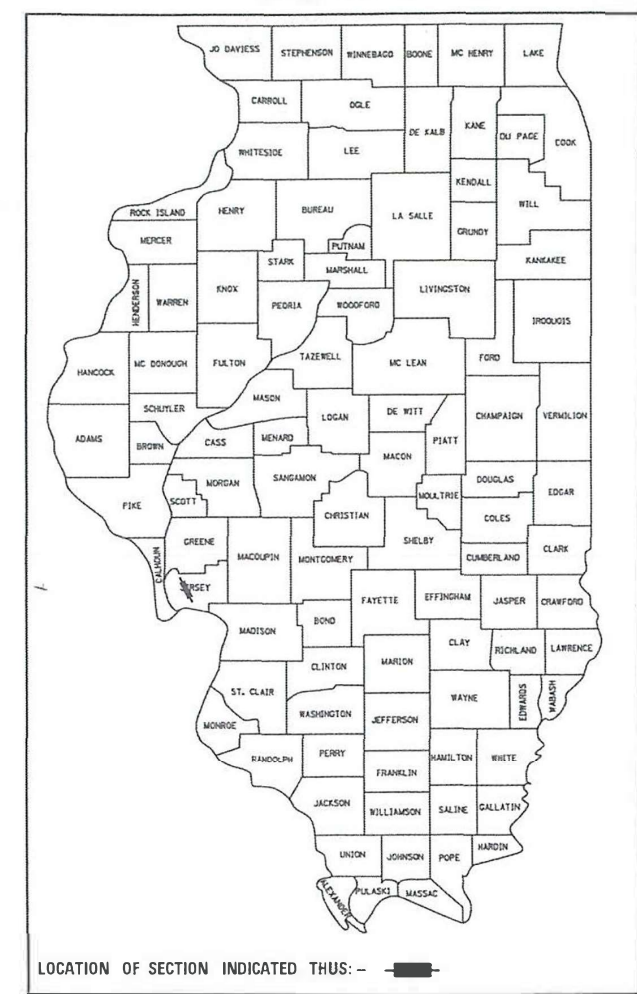 JO DAVIESS STEPHENSON WINNEBAGO BOONE MC HENRY LAKE
CARROLL OGLE DE KALB KANE DU PAGE COOK
WHITESIDE LEE
KENDALL
ROCK ISLAND HENRY BUREAU LA SALLE GRUNDY WILL
MERCER PUTNAM
STARK MARSHALL KANKAKEE
HENDERSON WARREN KNOX PEORIA WOODFORD LIVINGSTON IROQUOIS
HANCOCK MC DONOUGH FULTON TAZEWELL MC LEAN FORD
MASON
SCHUYLER LOGAN DE WITT CHAMPAIGN VERMILION
ADAMS BROWN CASS MENARD MACON PIATT
PIKE SCOTT MORGAN SANGAMON MOULTRIE DOUGLAS EDGAR
CHRISTIAN COLES
CALHOUN GREENE MACOUPIN MONTGOMERY SHELBY CUMBERLAND CLARK
FAYETTE EFFINGHAM JASPER CRAWFORD
MADISON BOND
CLINTON MARION CLAY RICHLAND LAWRENCE
ST. CLAIR WAYNE EDWARDS WABASH
MONROE WASHINGTON JEFFERSON
RANDOLPH PERRY FRANKLIN HAMILTON WHITE
JACKSON WILLIAMSON SALINE GALLATIN
UNION JOHNSON POPE HARDIN
ALEXANDER PULASKI MASSAC
LOCATION OF SECTION INDICATED THUS: –